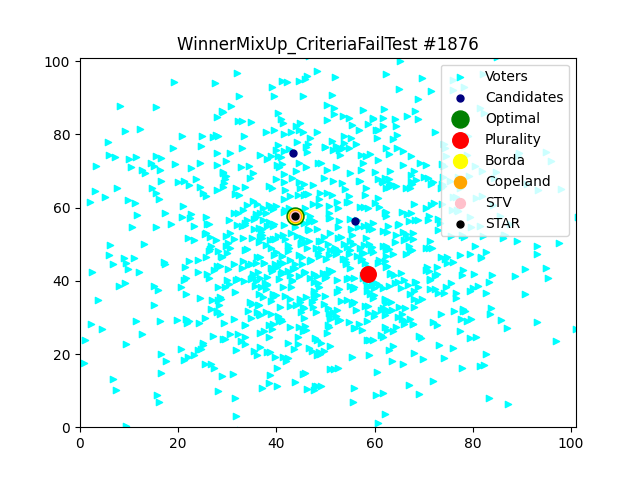 WinnerMixUp_CriteriaFailTest #1876
100
80
60
40
20
0
0 20 40 60 80 100
Voters
Candidates
Optimal
Plurality
Borda
Copeland
STV
STAR